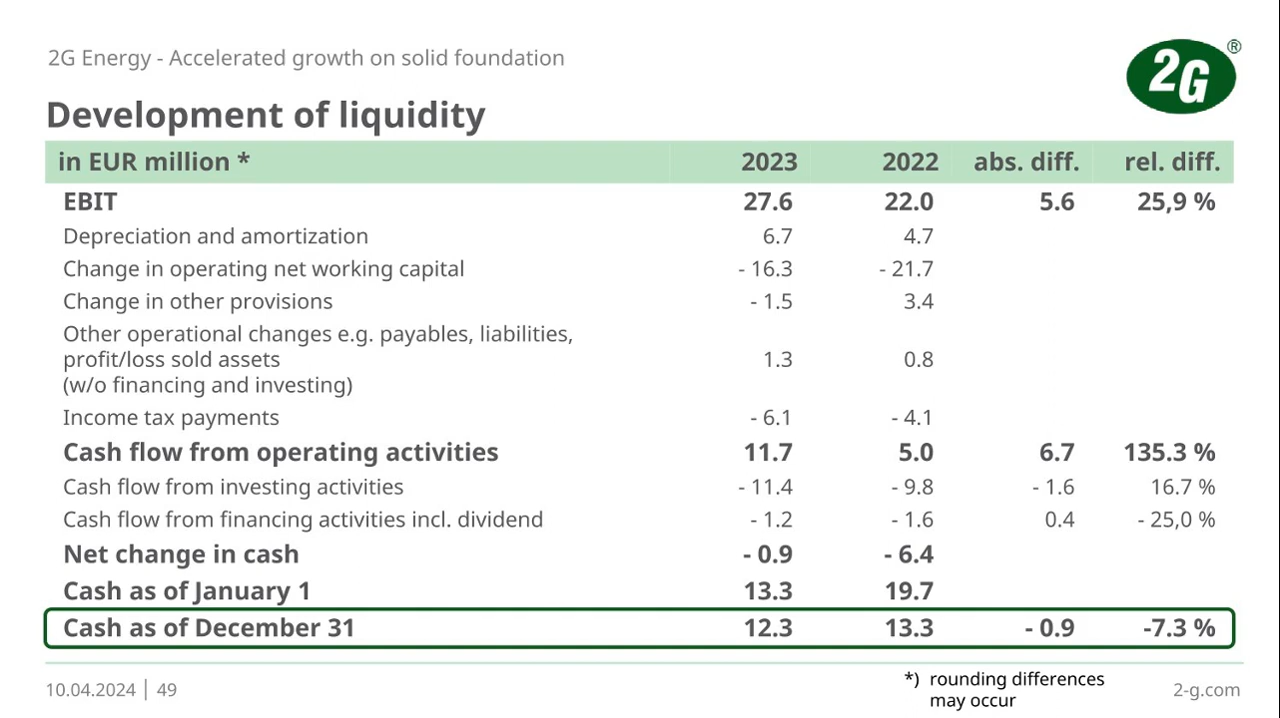 2G Energy - Accelerated growth on solid foundation
2G ®
Development of liquidity
in EUR million * 2023 2022 abs. diff. rel. diff.
EBIT 27.6 22.0 5.6 25,9 %
Depreciation and amortization 6.7 4.7
Change in operating net working capital - 16.3 - 21.7
Change in other provisions - 1.5 3.4
Other operational changes e.g. payables, liabilities,
profit/loss sold assets 1.3 0.8
(w/o financing and investing)
Income tax payments - 6.1 - 4.1
Cash flow from operating activities 11.7 5.0 6.7 135.3 %
Cash flow from investing activities - 11.4 - 9.8 - 1.6 16.7 %
Cash flow from financing activities incl. dividend - 1.2 - 1.6 0.4 - 25,0 %
Net change in cash - 0.9 - 6.4
Cash as of January 1 13.3 19.7
Cash as of December 31 12.3 13.3 - 0.9 -7.3 %
10.04.2024 | 49
*) rounding differences
may occur
2-g.com